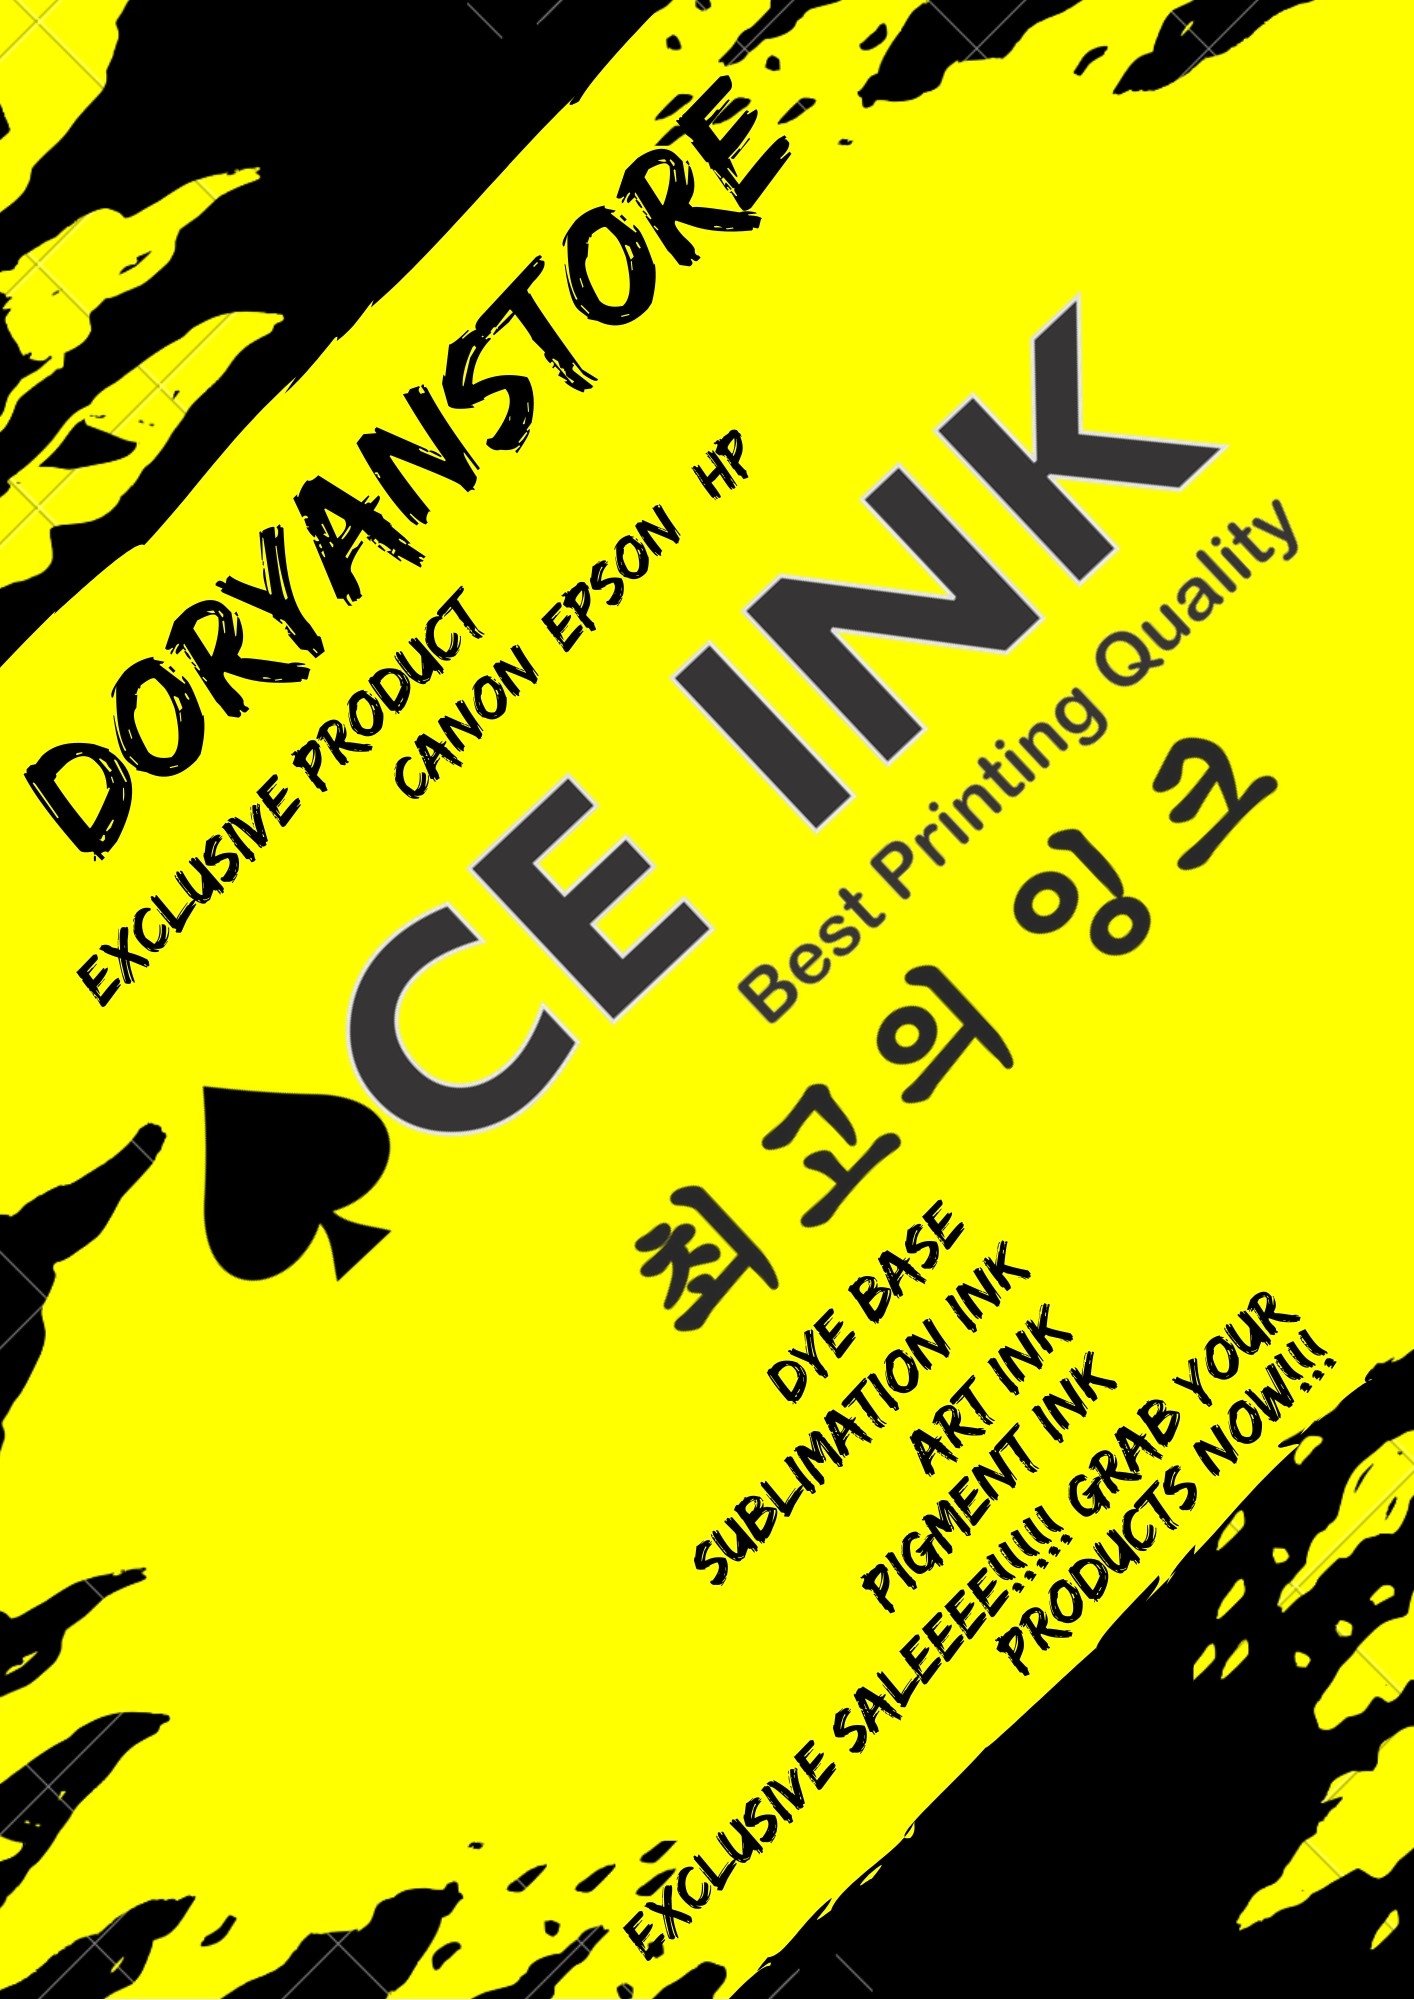 DORYANSTORE
EXCLUSIVE PRODUCT
CANON EPSON HP
CE INK
Best Printing Quality
최고의 잉크
DYE BASE
SUBLIMATION INK
ART INK
PIGMENT INK
EXCLUSIVE SALEEEE!!!!! GRAB YOUR
PRODUCTS NOW!!!